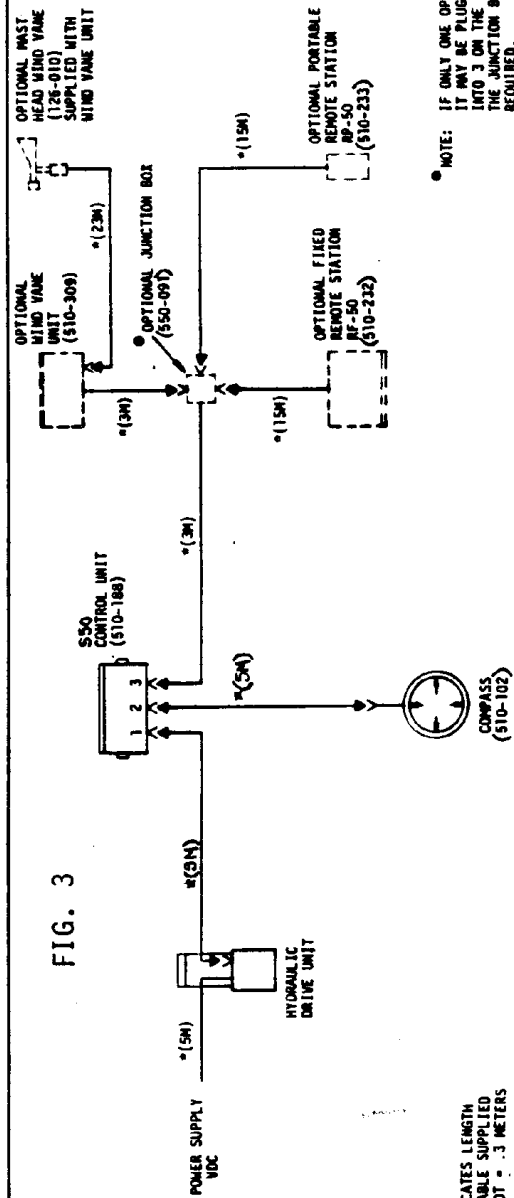 OPTIONAL MAST
HEAD WIND VANE
(126-010)
SUPPLIED WITH
WIND VANE UNIT
*(23M)
OPTIONAL
WIND VANE
UNIT
(510-309)
*(3M)
● OPTIONAL JUNCTION BOX
(550-091)
*(15M)
OPTIONAL PORTABLE
REMOTE STATION
RP-50
(510-233)
OPTIONAL FIXED
REMOTE STATION
RF-50
(510-232)
*(15M)
● NOTE: IF ONLY ONE OP
IT MAY BE PLUG
INTO 3 ON THE
THE JUNCTION B
REQUIRED.
*(3M)
S50
CONTROL UNIT
(510-188)
1 2 3
*(5M)
COMPASS
(510-102)
FIG. 3
HYDRAULIC
DRIVE UNIT
*(5M)
POWER SUPPLY
VDC
CATES LENGTH
ABLE SUPPLIED
OT = .3 METERS